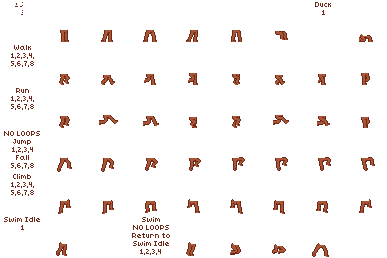 Duck
1
Walk
1,2,3,4,
5,6,7,8
Run
1,2,3,4,
5,6,7,8
NO LOOPS
Jump
1,2,3,4
Fall
5,6,7,8
Climb
1,2,3,4,
5,6,7,8
Swim Idle
1
Swim
NO LOOPS
Return to
Swim Idle
1,2,3,4